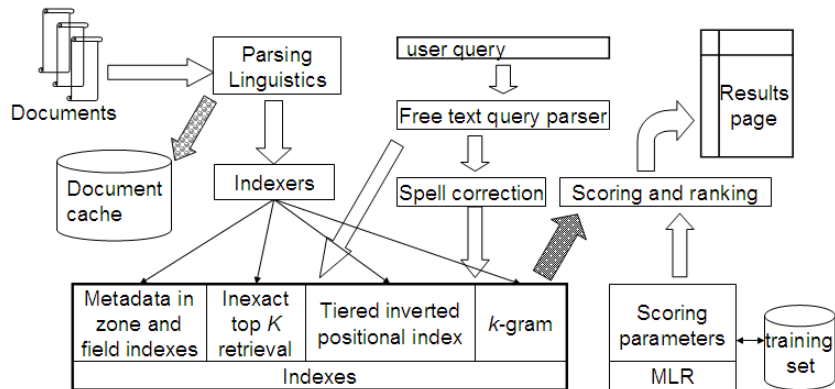 Documents
Parsing
Linguistics
user query
Results
page
Free text query parser
Document
cache
Indexers
Spell correction
Scoring and ranking
Metadata in
zone and
field indexes
Inexact
top K
retrieval
Tiered inverted
positional index
k-gram
Indexes
Scoring
parameters
MLR
training
set